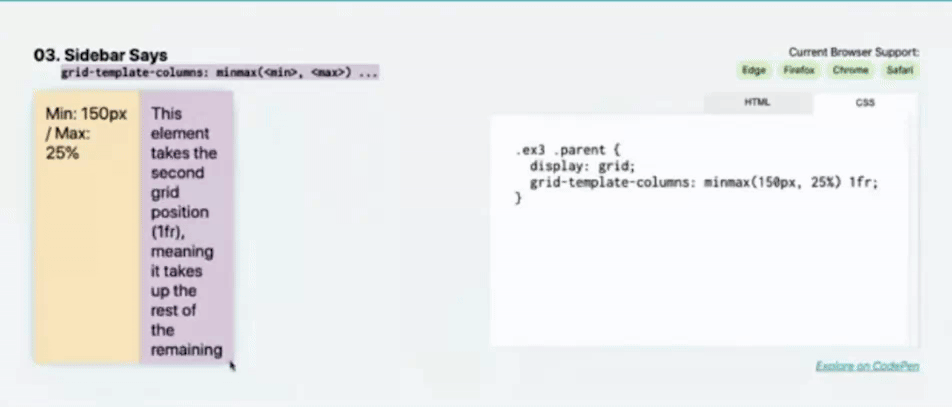 03. Sidebar Says
grid-template-columns: minmax(<min>, <max>) ...
Current Browser Support:
Edge Firefox Chrome Safari
Min: 150px
/ Max:
25%
This
element
takes the
second
grid
position
(1fr),
meaning
it takes
up the
rest of
the
remaining
HTML CSS
.ex3 .parent {
display: grid;
grid-template-columns: minmax(150px, 25%) 1fr;
}
Explore on CodePen